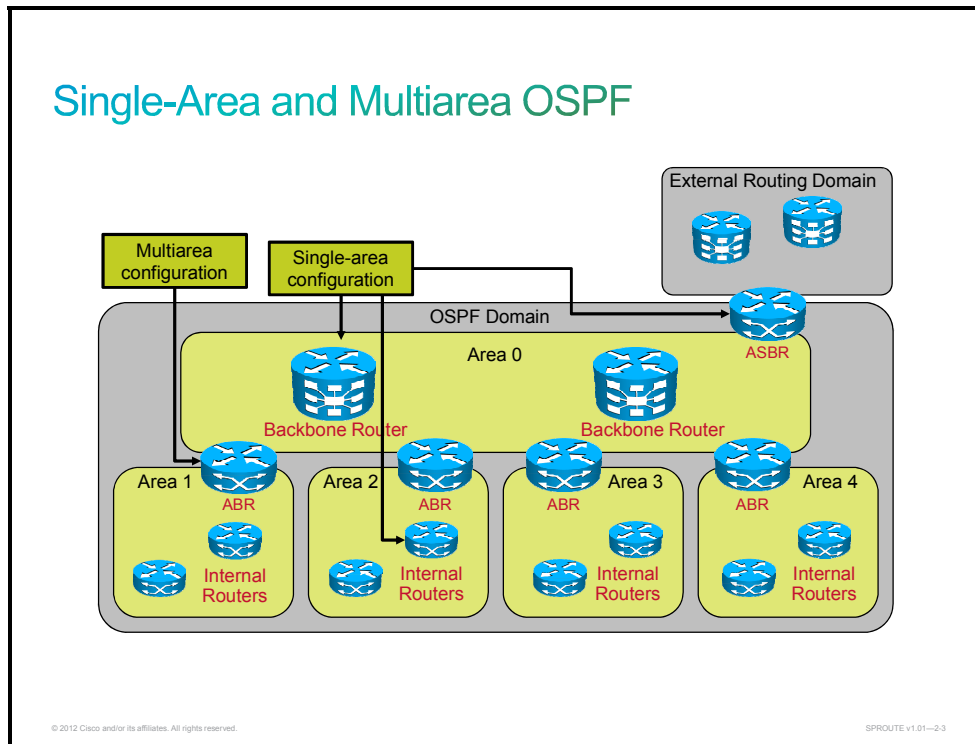 Single-Area and Multiarea OSPF
External Routing Domain
Multiarea
configuration
Single-area
configuration
OSPF Domain
ASBR
Area 0
Backbone Router
Backbone Router
Area 1
ABR
Internal
Routers
Area 2
ABR
Internal
Routers
Area 3
ABR
Internal
Routers
Area 4
ABR
Internal
Routers
© 2012 Cisco and/or its affiliates. All rights reserved.
SPROUTE v1.01—2-3